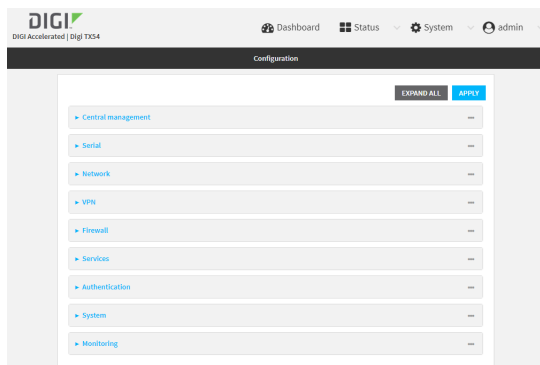 DIGI
Dashboard Status System admin
DIGI Accelerated | Digi TX54
Configuration
EXPAND ALL APPLY
Central management
Serial
Network
VPN
Firewall
Services
Authentication
System
Monitoring